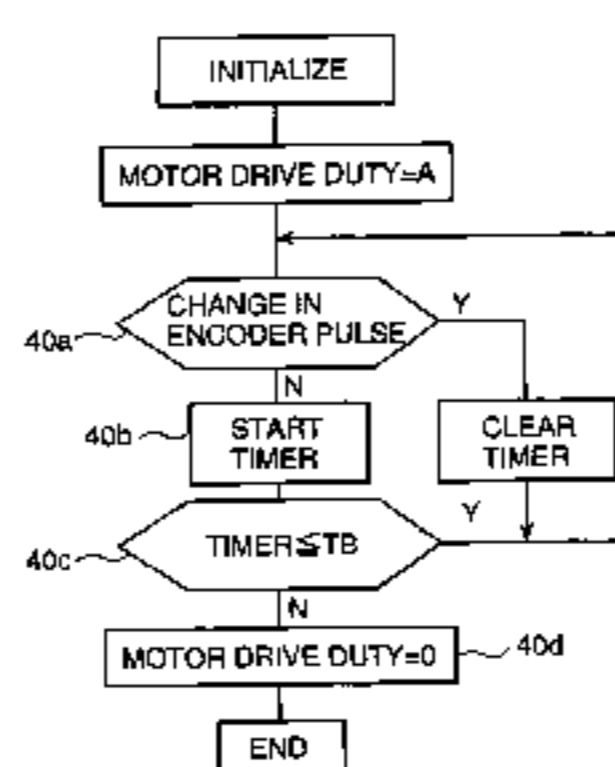 INITIALIZE
MOTOR DRIVE DUTY=A
CHANGE IN
ENCODER PULSE
Y
40a
N
40b
START
TIMER
CLEAR
TIMER
Y
TIMER≦TB
40c
N
MOTOR DRIVE DUTY=0
40d
END